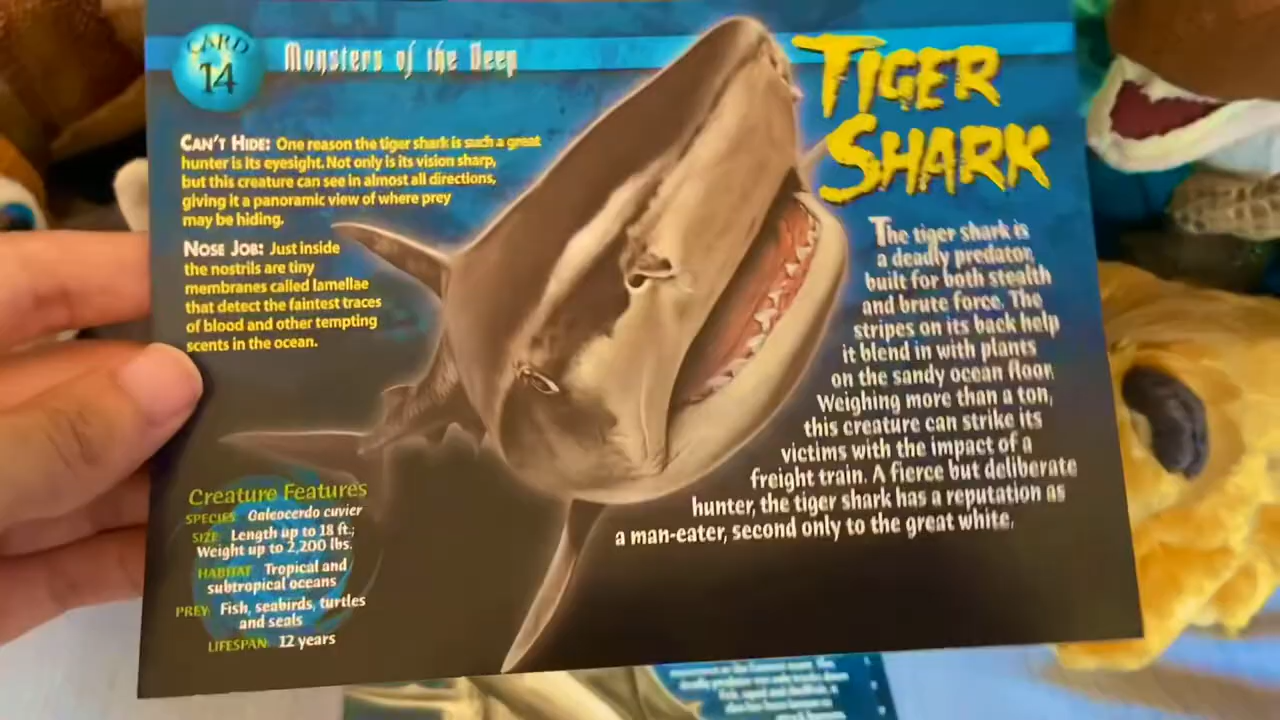 CARD
14
Monsters of the Deep
TIGER
SHARK
CAN'T HIDE: One reason the tiger shark is such a great
hunter is its eyesight. Not only is its vision sharp,
but this creature can see in almost all directions,
giving it a panoramic view of where prey
may be hiding.
NOSE JOB: Just inside
the nostrils are tiny
membranes called lamellae
that detect the faintest traces
of blood and other tempting
scents in the ocean.
The tiger shark is
a deadly predator,
built for both stealth
and brute force. The
stripes on its back help
it blend in with plants
on the sandy ocean floor.
Weighing more than a ton,
this creature can strike its
victims with the impact of a
freight train. A fierce but deliberate
hunter, the tiger shark has a reputation as
a man-eater, second only to the great white.
Creature Features
SPECIES: Galeocerdo cuvier
SIZE: Length up to 18 ft.;
Weight up to 2,200 lbs.
HABITAT: Tropical and
subtropical oceans
PREY: Fish, seabirds, turtles
and seals
LIFESPAN: 12 years